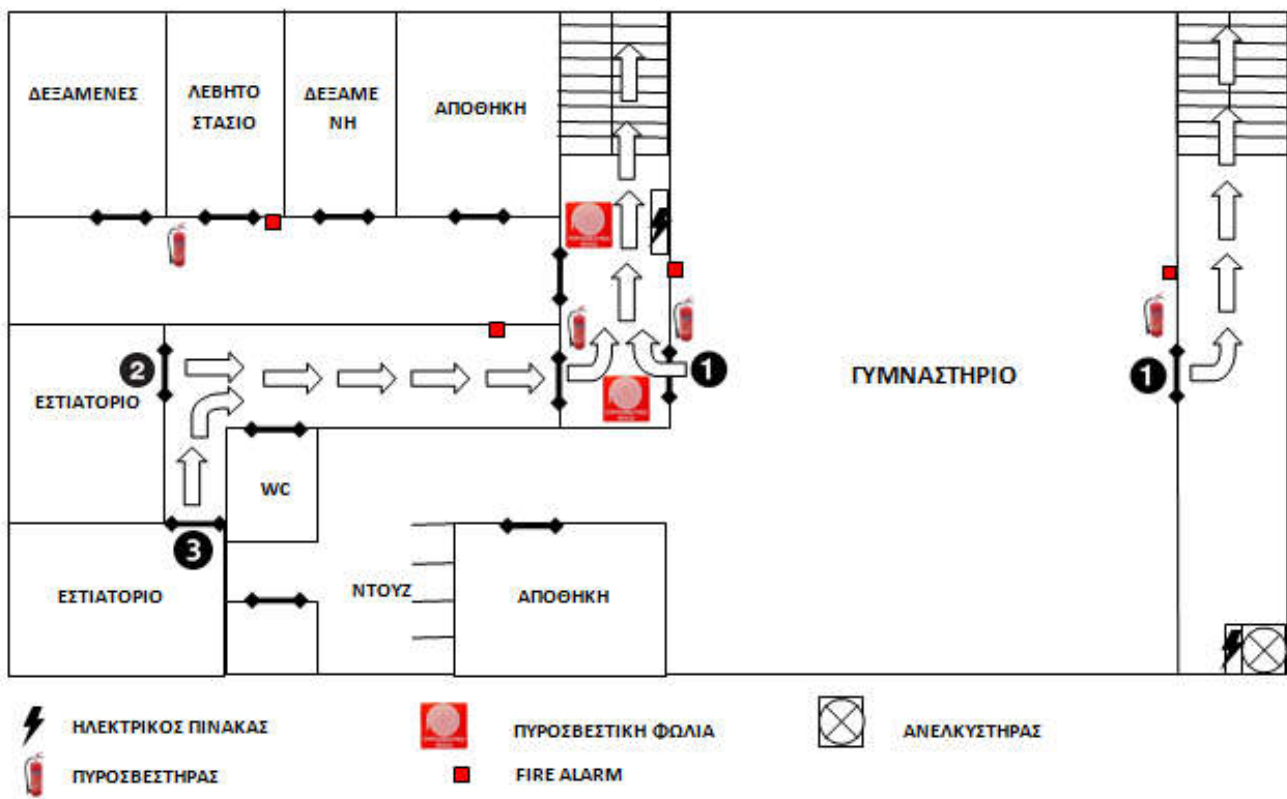 ΔΕΞΑΜΕΝΕΣ
ΛΕΒΗΤΟ
ΣΤΑΣΙΟ
ΔΕΞΑΜΕ
ΝΗ
ΑΠΟΘΗΚΗ
2
ΕΣΤΙΑΤΟΡΙΟ
1
ΓΥΜΝΑΣΤΗΡΙΟ
1
WC
3
ΕΣΤΙΑΤΟΡΙΟ
ΝΤΟΥΖ
ΑΠΟΘΗΚΗ
ΗΛΕΚΤΡΙΚΟΣ ΠΙΝΑΚΑΣ
ΠΥΡΟΣΒΕΣΤΙΚΗ ΦΩΛΙΑ
ΑΝΕΛΚΥΣΤΗΡΑΣ
ΠΥΡΟΣΒΕΣΤΗΡΑΣ
FIRE ALARM